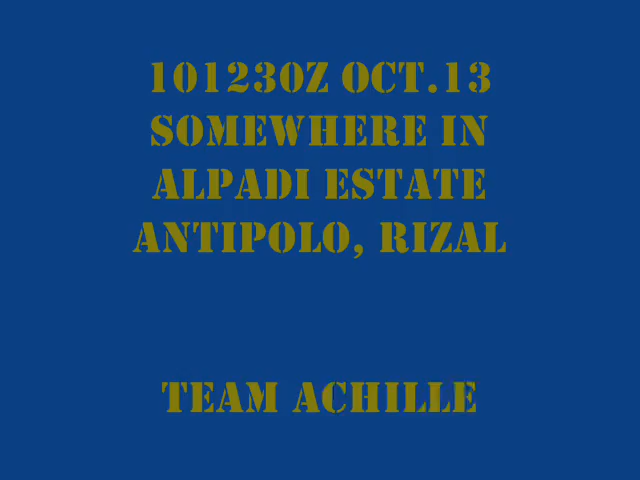 101230Z OCT.13
SOMEWHERE IN
ALPADI ESTATE
ANTIPOLO, RIZAL
TEAM ACHILLE